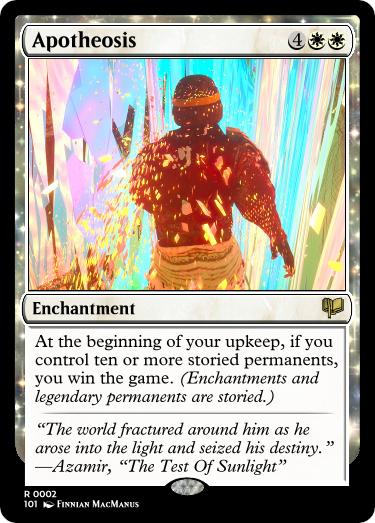 Apotheosis 4
Enchantment
At the beginning of your upkeep, if you
control ten or more storied permanents,
you win the game. (Enchantments and
legendary permanents are storied.)
“The world fractured around him as he
arose into the light and seized his destiny.”
—Azamir, “The Test Of Sunlight”
R 0002
101 Finnian MacManus